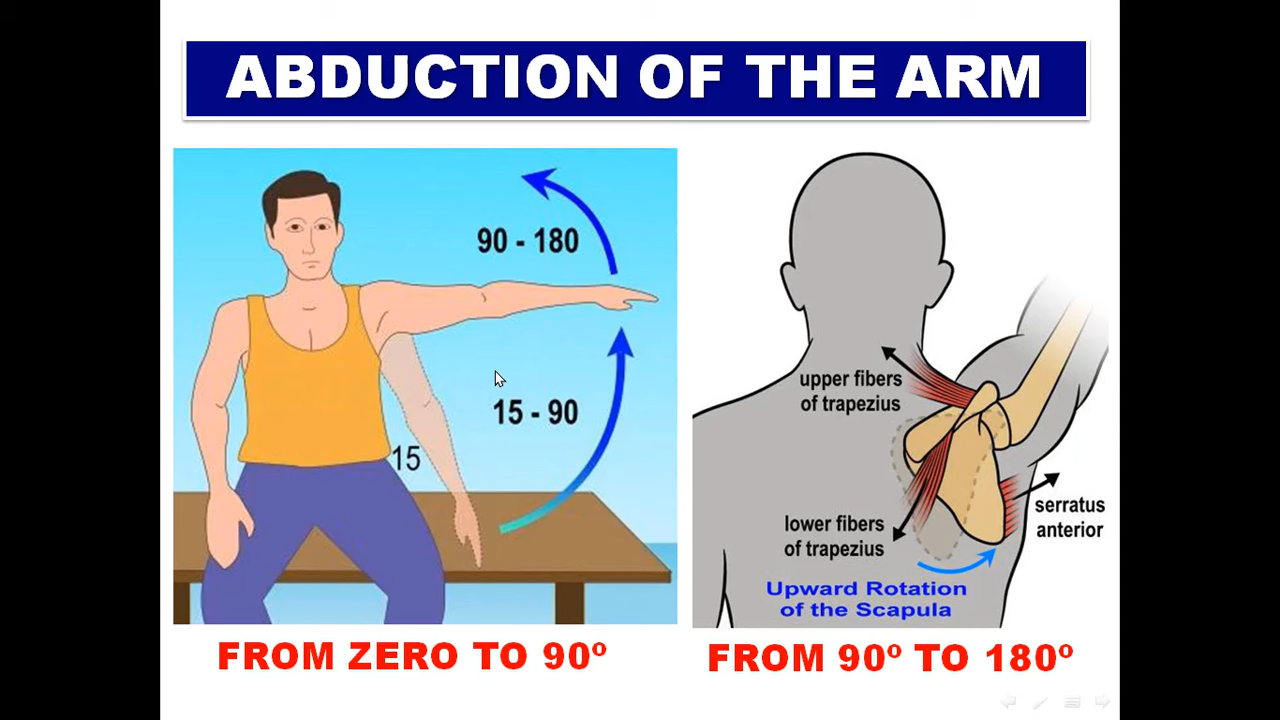 ABDUCTION OF THE ARM
90 - 180
15 - 90
15
FROM ZERO TO 90º
upper fibers
of trapezius
lower fibers
of trapezius
serratus
anterior
Upward Rotation
of the Scapula
FROM 90º TO 180º